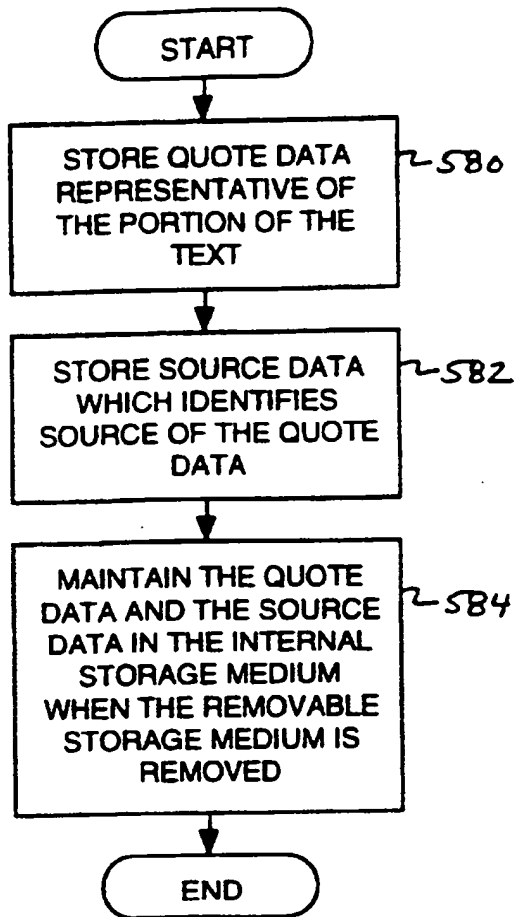 START
STORE QUOTE DATA
REPRESENTATIVE OF
THE PORTION OF THE
TEXT
580
STORE SOURCE DATA
WHICH IDENTIFIES
SOURCE OF THE QUOTE
DATA
582
MAINTAIN THE QUOTE
DATA AND THE SOURCE
DATA IN THE INTERNAL
STORAGE MEDIUM
WHEN THE REMOVABLE
STORAGE MEDIUM IS
REMOVED
584
END